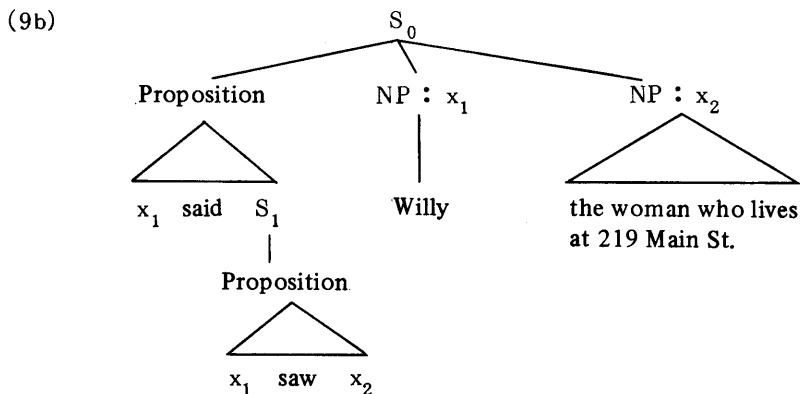 (9b)
S₀
Proposition NP : x₁ NP : x₂
x₁ said S₁ Willy the woman who lives
at 219 Main St.
Proposition
x₁ saw x₂